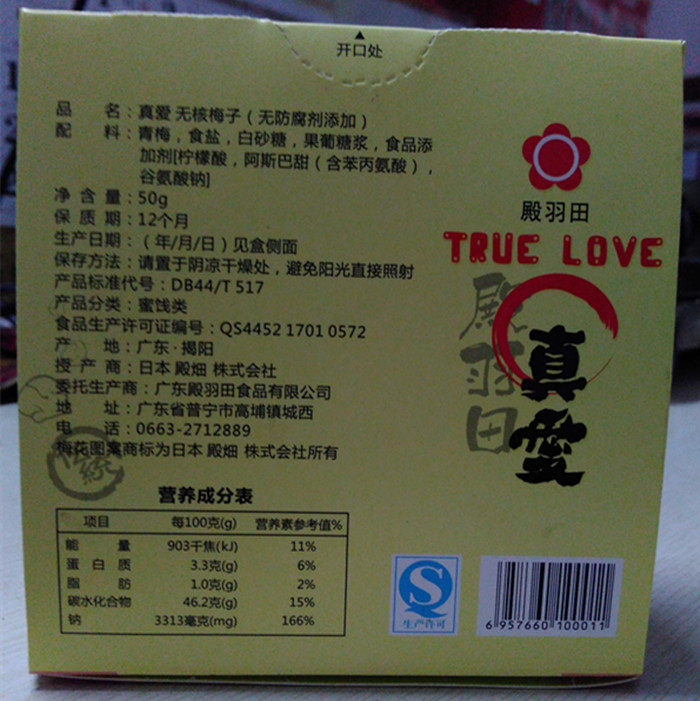 开口处
品 名：真爱 无核梅子（无防腐剂添加）
配 料：青梅，食盐，白砂糖，果葡糖浆，食品添
加剂[柠檬酸，阿斯巴甜（含苯丙氨酸），
谷氨酸钠]
净 含 量：50g
保 质 期：12个月
生产日期：（年/月/日）见盒侧面
保存方法：请置于阴凉干燥处，避免阳光直接照射
产品标准代号：DB44/T 517
产品分类：蜜饯类
食品生产许可证编号：QS4452 1701 0572
产 地：广东·揭阳
授 产 商：日本 殿畑 株式会社
委托生产商：广东殿羽田食品有限公司
地 址：广东省普宁市高埔镇城西
电 话：0663-2712889
梅花图案商标为日本 殿畑 株式会社所有
传统
营养成分表
项目 每100克(g) 营养素参考值%
能 量 903千焦(kJ) 11%
蛋 白 质 3.3克(g) 6%
脂 肪 1.0克(g) 2%
碳水化合物 46.2克(g) 15%
钠 3313毫克(mg) 166%
殿羽田
TRUE LOVE
殿羽田
真愛
生产许可
6 957660 100011